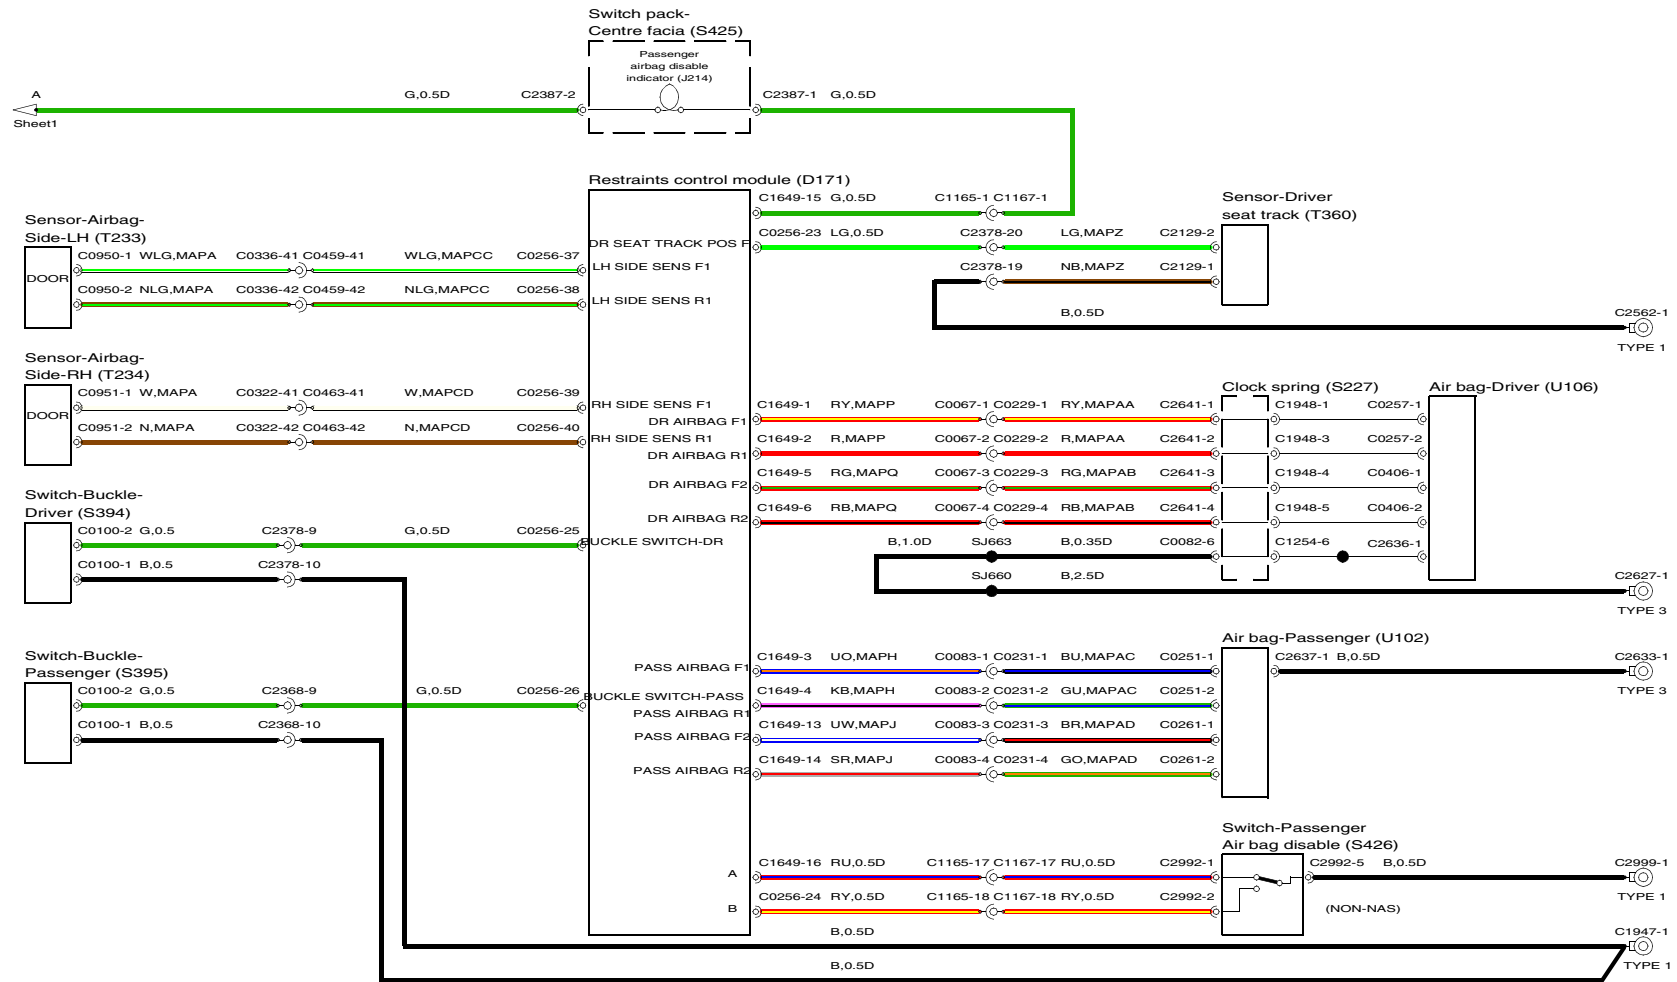 Switch pack-
Centre facia (S425)
Passenger
airbag disable
indicator (J214)
A G,0.5D C2387-2 C2387-1 G,0.5D
Sheet1
Restraints control module (D171)
C1649-15 G,0.5D C1165-1 C1167-1
Sensor-Driver
seat track (T360)
DR SEAT TRACK POS F C0256-23 LG,0.5D C2378-20 LG,MAPZ C2129-2
C2378-19 NB,MAPZ C2129-1
B,0.5D C2562-1
TYPE 1
Sensor-Airbag-
Side-LH (T233)
DOOR
C0950-1 WLG,MAPA C0336-41 C0459-41 WLG,MAPCC C0256-37 LH SIDE SENS F1
C0950-2 NLG,MAPA C0336-42 C0459-42 NLG,MAPCC C0256-38 LH SIDE SENS R1
Sensor-Airbag-
Side-RH (T234)
DOOR
C0951-1 W,MAPA C0322-41 C0463-41 W,MAPCD C0256-39 RH SIDE SENS F1
C0951-2 N,MAPA C0322-42 C0463-42 N,MAPCD C0256-40 RH SIDE SENS R1
Clock spring (S227) Air bag-Driver (U106)
DR AIRBAG F1 C1649-1 RY,MAPP C0067-1 C0229-1 RY,MAPAA C2641-1 C1948-1 C0257-1
DR AIRBAG R1 C1649-2 R,MAPP C0067-2 C0229-2 R,MAPAA C2641-2 C1948-3 C0257-2
DR AIRBAG F2 C1649-5 RG,MAPQ C0067-3 C0229-3 RG,MAPAB C2641-3 C1948-4 C0406-1
DR AIRBAG R2 C1649-6 RB,MAPQ C0067-4 C0229-4 RB,MAPAB C2641-4 C1948-5 C0406-2
B,1.0D SJ663 B,0.35D C0082-6 C1254-6 C2636-1
SJ660 B,2.5D C2627-1
TYPE 3
Switch-Buckle-
Driver (S394)
C0100-2 G,0.5 C2378-9 G,0.5D C0256-25 BUCKLE SWITCH-DR
C0100-1 B,0.5 C2378-10
Switch-Buckle-
Passenger (S395)
C0100-2 G,0.5 C2368-9 G,0.5D C0256-26 BUCKLE SWITCH-PASS
C0100-1 B,0.5 C2368-10
Air bag-Passenger (U102)
PASS AIRBAG F1 C1649-3 UO,MAPH C0083-1 C0231-1 BU,MAPAC C0251-1 C2637-1 B,0.5D C2633-1
TYPE 3
PASS AIRBAG R1 C1649-4 KB,MAPH C0083-2 C0231-2 GU,MAPAC C0251-2
PASS AIRBAG F2 C1649-13 UW,MAPJ C0083-3 C0231-3 BR,MAPAD C0261-1
PASS AIRBAG R2 C1649-14 SR,MAPJ C0083-4 C0231-4 GO,MAPAD C0261-2
Switch-Passenger
Air bag disable (S426)
A C1649-16 RU,0.5D C1165-17 C1167-17 RU,0.5D C2992-1 C2992-5 B,0.5D C2999-1
TYPE 1
B C0256-24 RY,0.5D C1165-18 C1167-18 RY,0.5D C2992-2
(NON-NAS)
B,0.5D C1947-1
B,0.5D TYPE 1